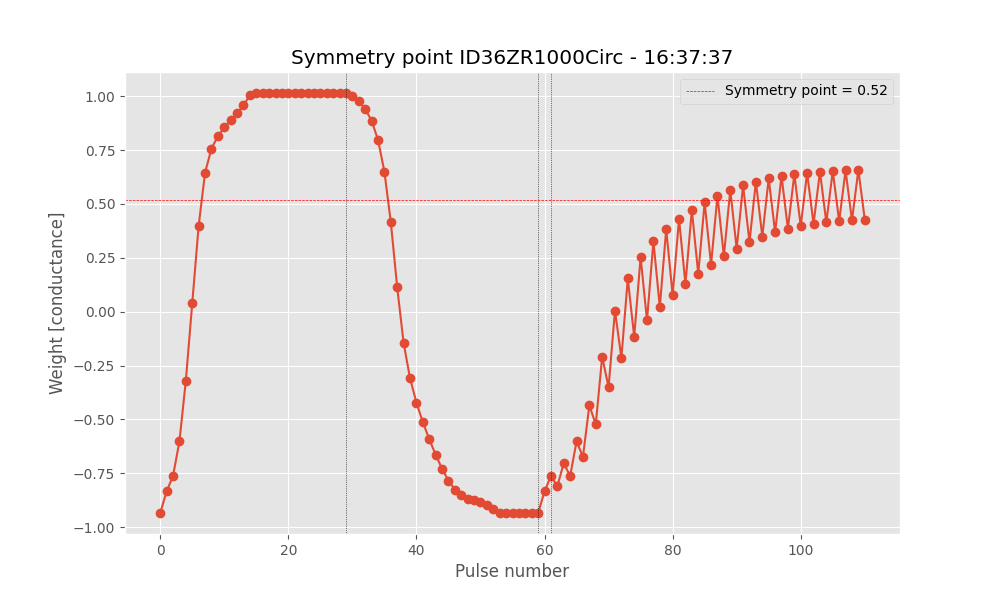 Symmetry point ID36ZR1000Circ - 16:37:37
Symmetry point = 0.52
Weight [conductance]
1.00
0.75
0.50
0.25
0.00
−0.25
−0.50
−0.75
−1.00
0 20 40 60 80 100
Pulse number